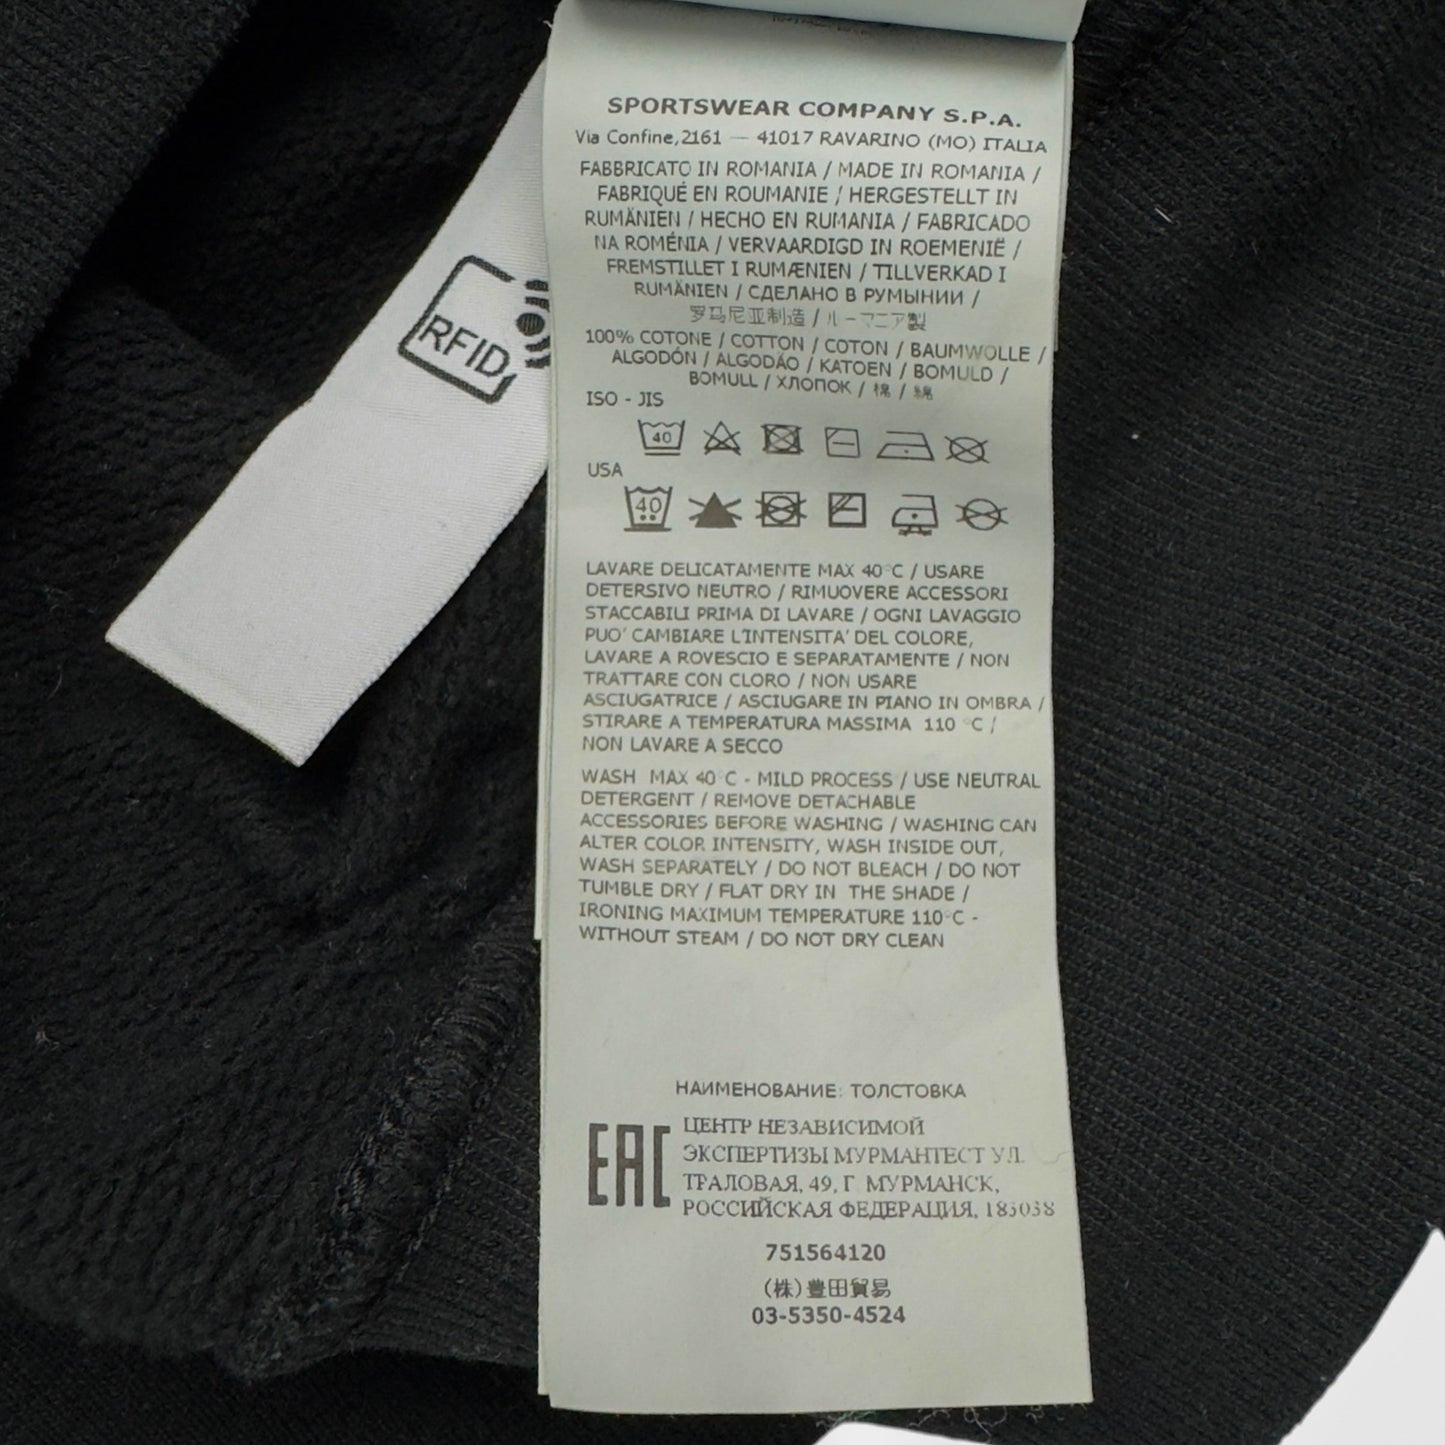 SPORTSWEAR COMPANY S.P.A.
Via Confine,2161 — 41017 RAVARINO (MO) ITALIA
FABBRICATO IN ROMANIA / MADE IN ROMANIA /
FABRIQUÉ EN ROUMANIE / HERGESTELLT IN
RUMÄNIEN / HECHO EN RUMANIA / FABRICADO
NA ROMÉNIA / VERVAARDIGD IN ROEMENIË /
FREMSTILLET I RUMÆNIEN / TILLVERKAD I
RUMÄNIEN / СДЕЛАНО В РУМЫНИИ /
罗马尼亚制造 / ルーマニア製
100% COTONE / COTTON / COTON / BAUMWOLLE /
ALGODÓN / ALGODÃO / KATOEN / BOMULD /
BOMULL / ХЛОПОК / 棉 / 綿
ISO - JIS
40
USA
40
LAVARE DELICATAMENTE MAX 40°C / USARE
DETERSIVO NEUTRO / RIMUOVERE ACCESSORI
STACCABILI PRIMA DI LAVARE / OGNI LAVAGGIO
PUO' CAMBIARE L'INTENSITA' DEL COLORE,
LAVARE A ROVESCIO E SEPARATAMENTE / NON
TRATTARE CON CLORO / NON USARE
ASCIUGATRICE / ASCIUGARE IN PIANO IN OMBRA /
STIRARE A TEMPERATURA MASSIMA 110 °C /
NON LAVARE A SECCO
WASH MAX 40°C - MILD PROCESS / USE NEUTRAL
DETERGENT / REMOVE DETACHABLE
ACCESSORIES BEFORE WASHING / WASHING CAN
ALTER COLOR INTENSITY, WASH INSIDE OUT,
WASH SEPARATELY / DO NOT BLEACH / DO NOT
TUMBLE DRY / FLAT DRY IN THE SHADE /
IRONING MAXIMUM TEMPERATURE 110°C -
WITHOUT STEAM / DO NOT DRY CLEAN
НАИМЕНОВАНИЕ: ТОЛСТОВКА
EAC
ЦЕНТР НЕЗАВИСИМОЙ
ЭКСПЕРТИЗЫ МУРМАНТЕСТ УЛ.
ТРАЛОВАЯ, 49, Г. МУРМАНСК,
РОССИЙСКАЯ ФЕДЕРАЦИЯ, 183038
751564120
(株)豊田貿易
03-5350-4524
RFID